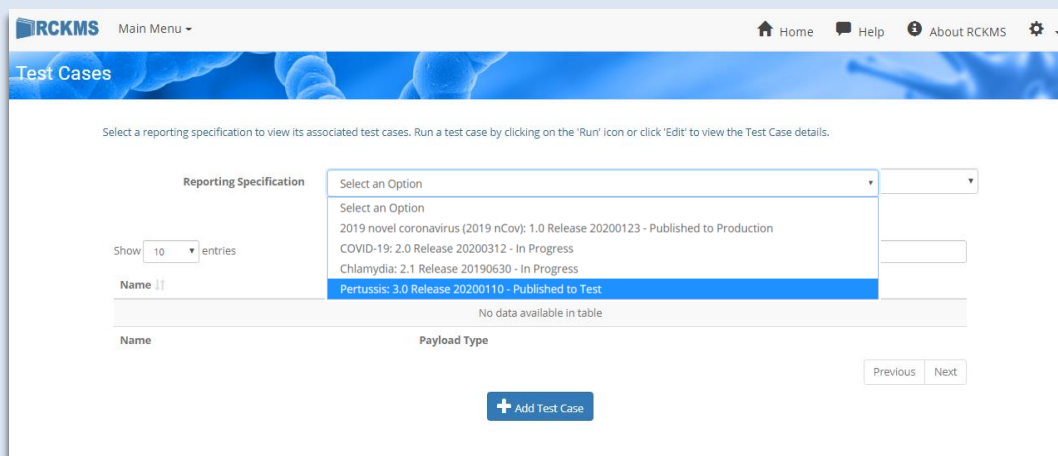 RCKMS Main Menu Home Help About RCKMS
Test Cases
Select a reporting specification to view its associated test cases. Run a test case by clicking on the 'Run' icon or click 'Edit' to view the Test Case details.
Reporting Specification Select an Option
Select an Option
2019 novel coronavirus (2019 nCov): 1.0 Release 20200123 - Published to Production
COVID-19: 2.0 Release 20200312 - In Progress
Show 10 entries
Chlamydia: 2.1 Release 20190630 - In Progress
Name Pertussis: 3.0 Release 20200110 - Published to Test
No data available in table
Name Payload Type
Previous Next
Add Test Case